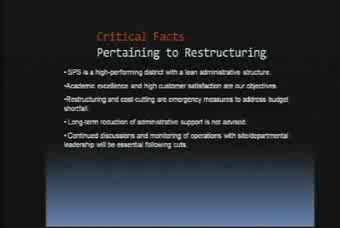 Critical Facts
Pertaining to Restructuring
• SPS is a high-performing district with a lean administrative structure.
•Academic excellence and high customer satisfaction are our objectives.
•Restructuring and cost-cutting are emergency measures to address budget
shortfall.
• Long-term reduction of administrative support is not advised.
• Continued discussions and monitoring of operations with site/departmental
leadership will be essential following cuts.